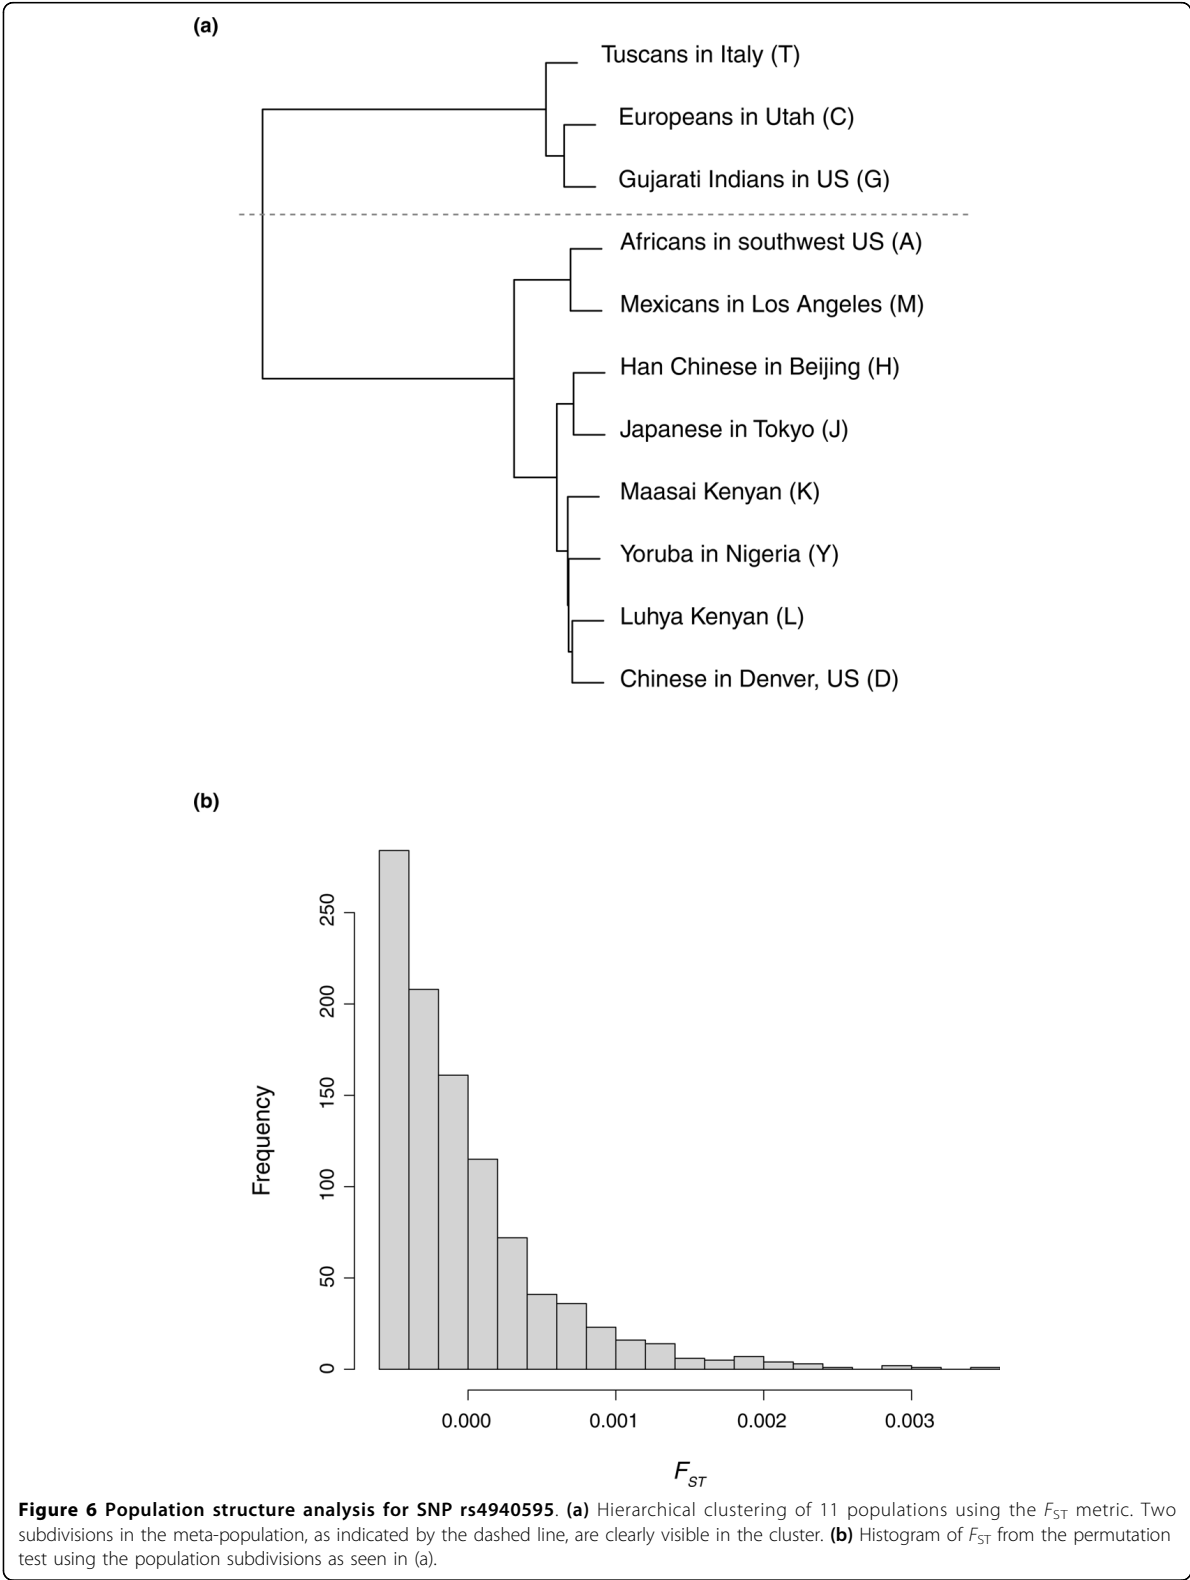 (a)
Tuscans in Italy (T)
Europeans in Utah (C)
Gujarati Indians in US (G)
Africans in southwest US (A)
Mexicans in Los Angeles (M)
Han Chinese in Beijing (H)
Japanese in Tokyo (J)
Maasai Kenyan (K)
Yoruba in Nigeria (Y)
Luhya Kenyan (L)
Chinese in Denver, US (D)
(b)
Frequency
250
200
150
100
50
0
0.000 0.001 0.002 0.003
F_ST
Figure 6 Population structure analysis for SNP rs4940595. (a) Hierarchical clustering of 11 populations using the F_ST metric. Two
subdivisions in the meta-population, as indicated by the dashed line, are clearly visible in the cluster. (b) Histogram of F_ST from the permutation
test using the population subdivisions as seen in (a).